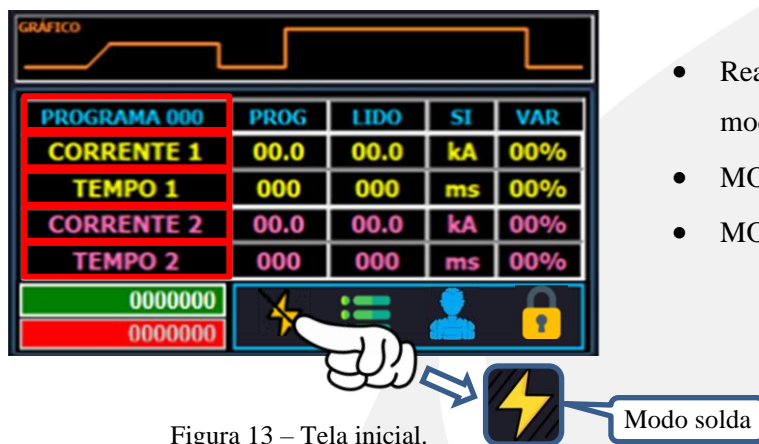 GRÁFICO
PROGRAMA 000 PROG LIDO SI VAR
CORRENTE 1 00.0 00.0 kA 00%
TEMPO 1 000 000 ms 00%
CORRENTE 2 00.0 00.0 kA 00%
TEMPO 2 000 000 ms 00%
0000000
0000000
Modo solda
Figura 13 – Tela inicial.